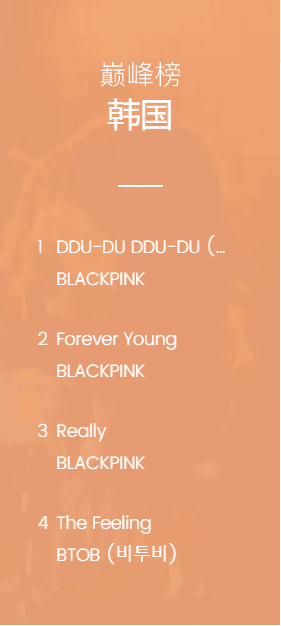 巅峰榜
韩国
1 DDU-DU DDU-DU (...
BLACKPINK
2 Forever Young
BLACKPINK
3 Really
BLACKPINK
4 The Feeling
BTOB (비투비)